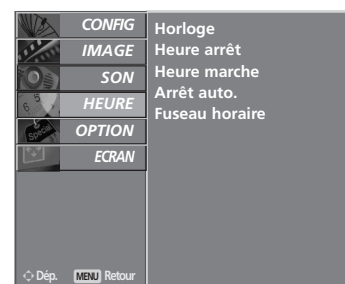 CONFIG
IMAGE
SON
HEURE
OPTION
ECRAN
Horloge
Heure arrêt
Heure marche
Arrêt auto.
Fuseau horaire
Dép. MENU Retour